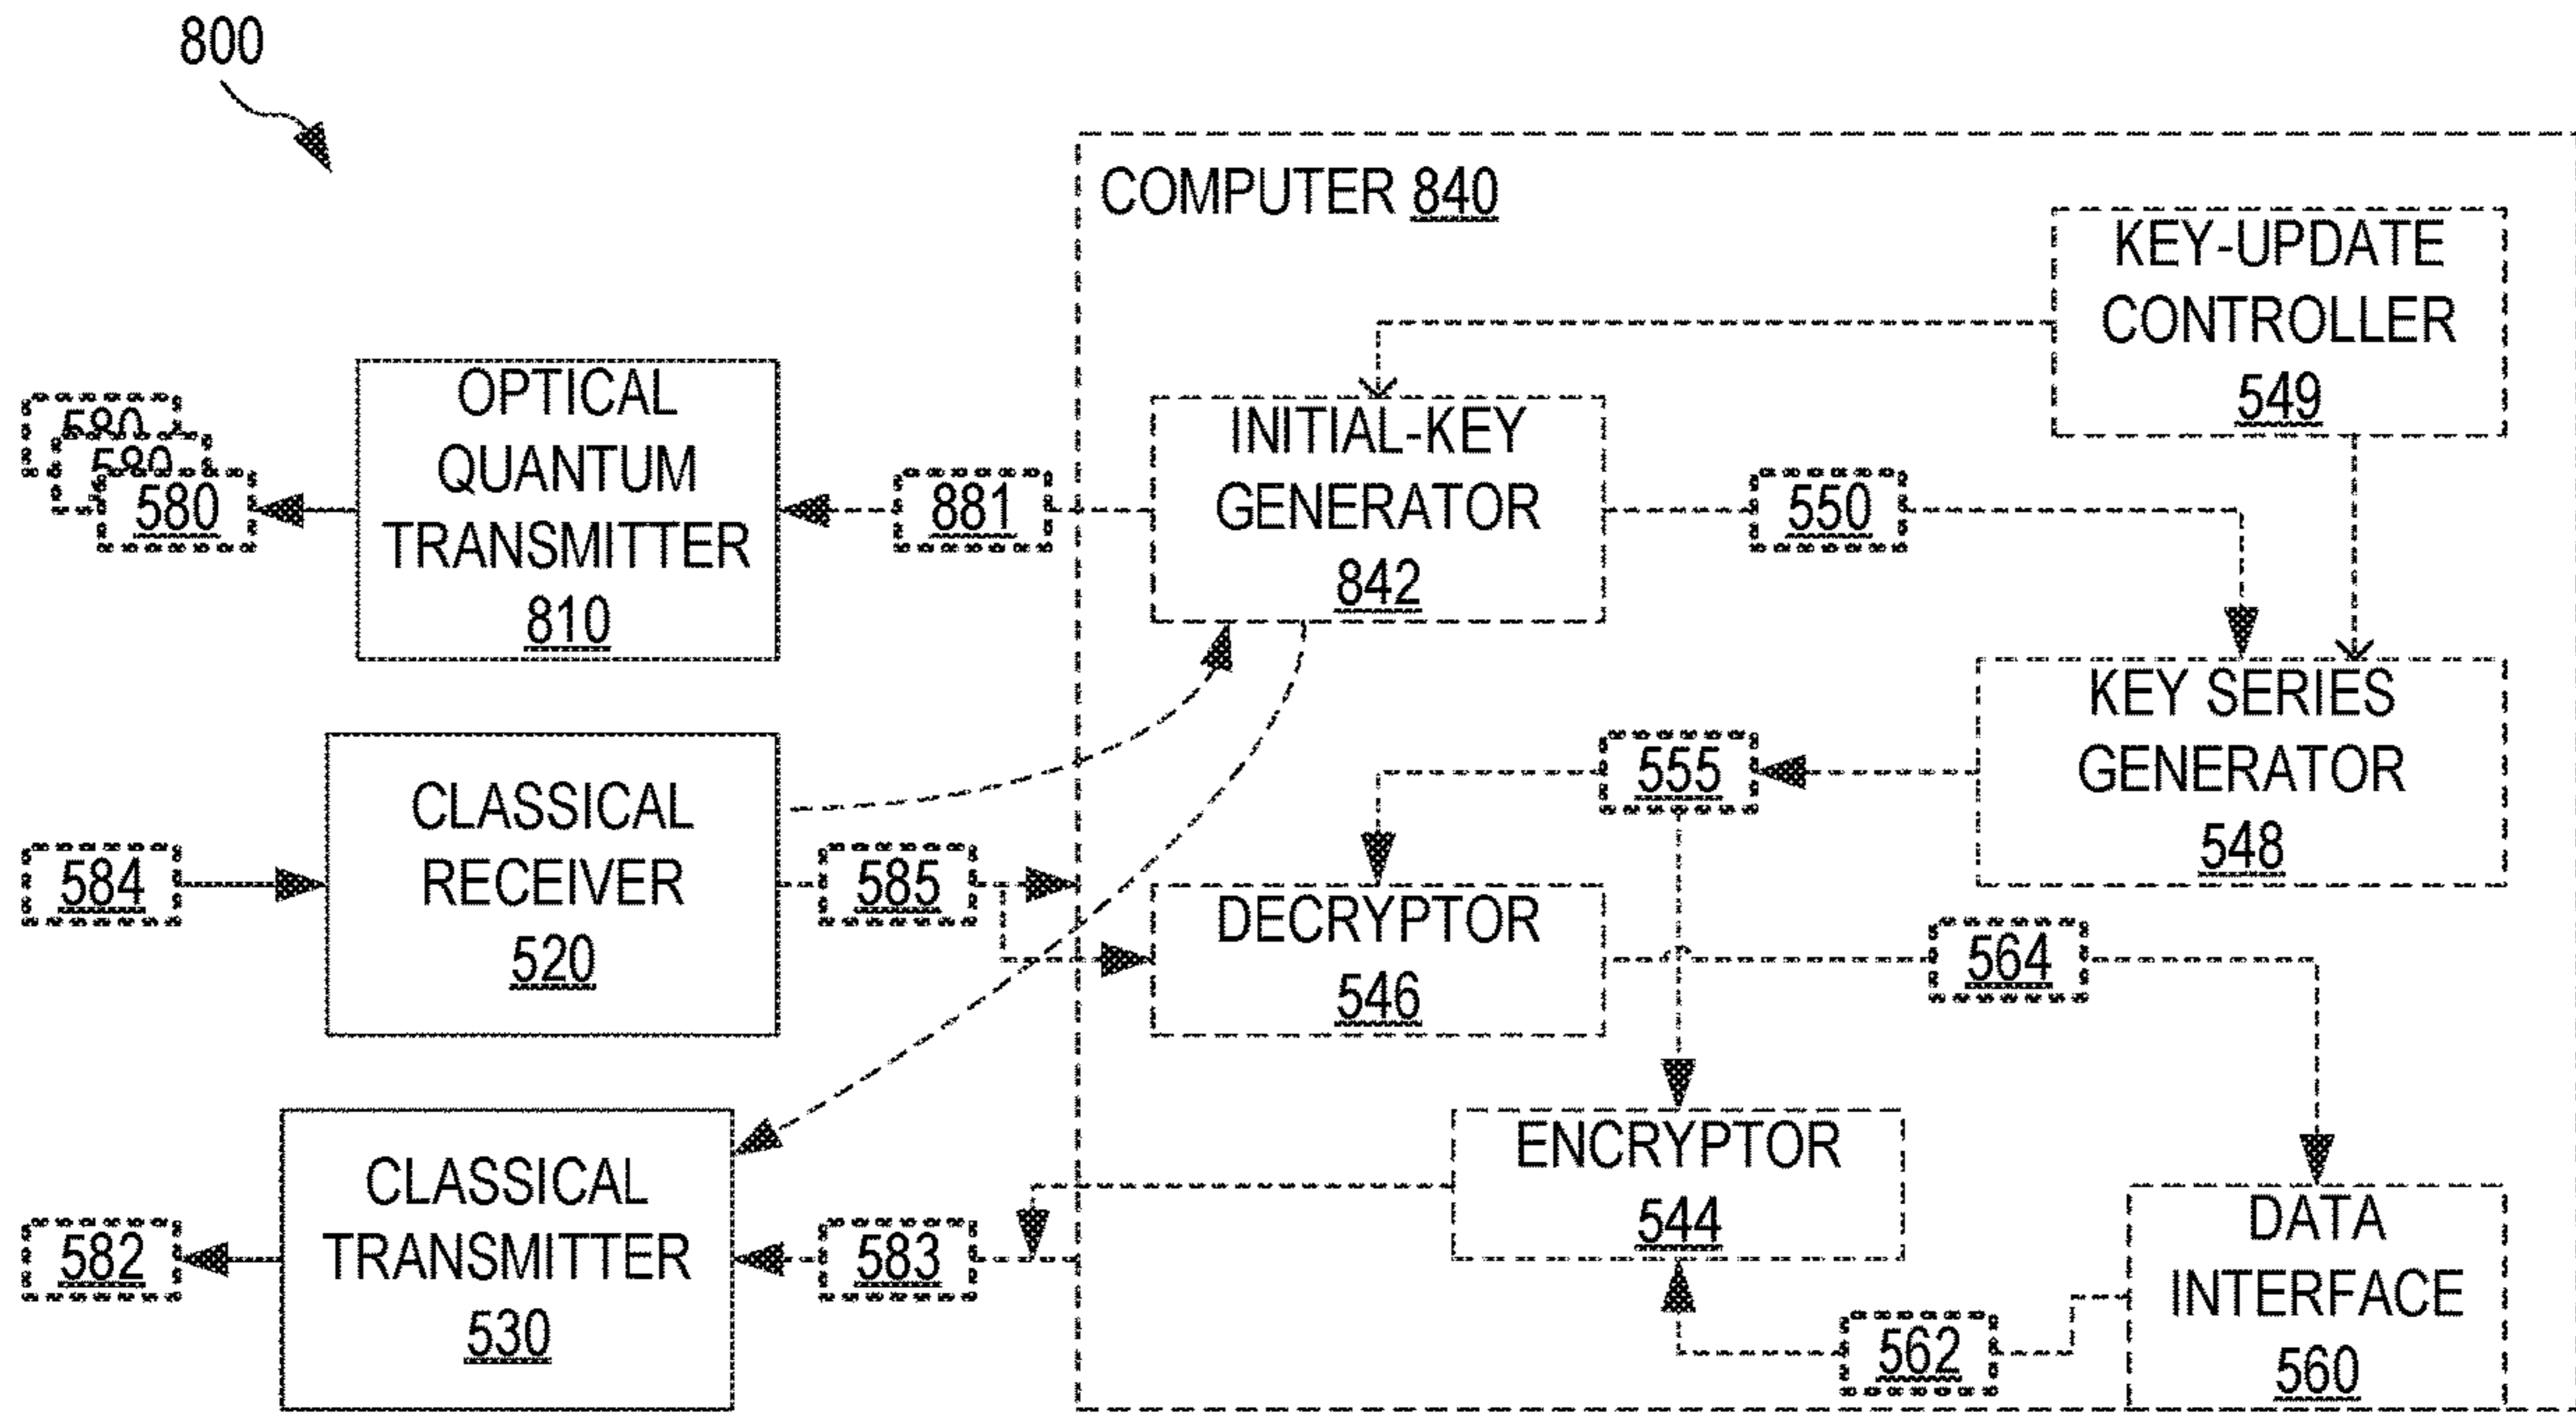 800
COMPUTER 840
KEY-UPDATE
CONTROLLER
549
OPTICAL
QUANTUM
TRANSMITTER
810
580
580
580
881
INITIAL-KEY
GENERATOR
842
550
KEY SERIES
GENERATOR
548
555
CLASSICAL
RECEIVER
520
584
585
DECRYPTOR
546
564
ENCRYPTOR
544
CLASSICAL
TRANSMITTER
530
582
583
562
DATA
INTERFACE
560